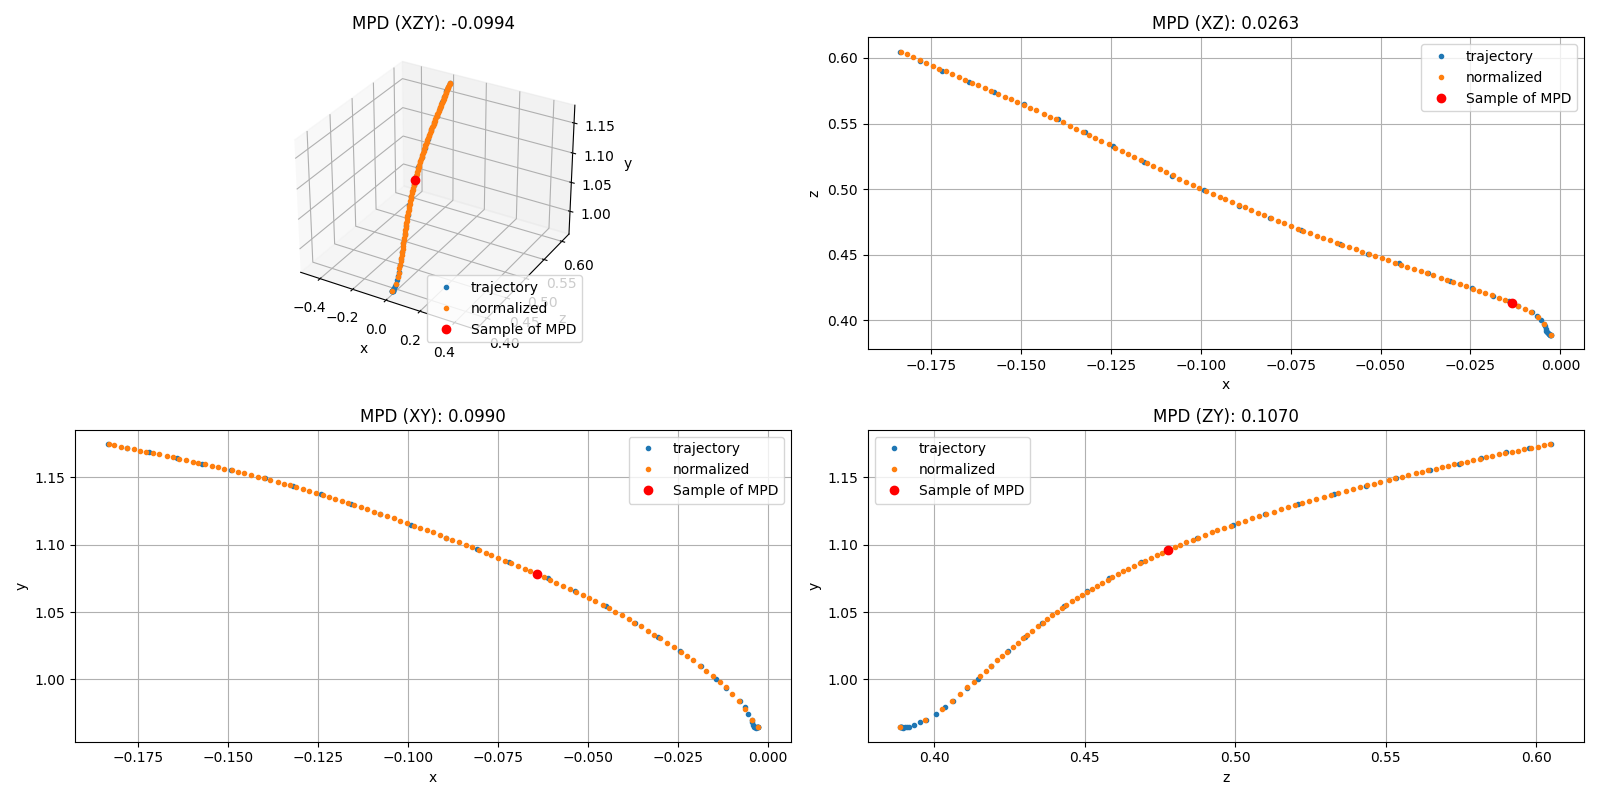 MPD (XZY): -0.0994
1.15
1.10
1.05
1.00
y
−0.4
−0.2
0.0
0.2
0.4
x
0.40
0.45
0.50
0.55
0.60
z
trajectory
normalized
Sample of MPD
MPD (XZ): 0.0263
0.60
0.55
0.50
0.45
0.40
z
trajectory
normalized
Sample of MPD
−0.175
−0.150
−0.125
−0.100
−0.075
−0.050
−0.025
0.000
x
MPD (XY): 0.0990
1.15
1.10
1.05
1.00
y
trajectory
normalized
Sample of MPD
−0.175
−0.150
−0.125
−0.100
−0.075
−0.050
−0.025
0.000
x
MPD (ZY): 0.1070
1.15
1.10
1.05
1.00
y
trajectory
normalized
Sample of MPD
0.40
0.45
0.50
0.55
0.60
z